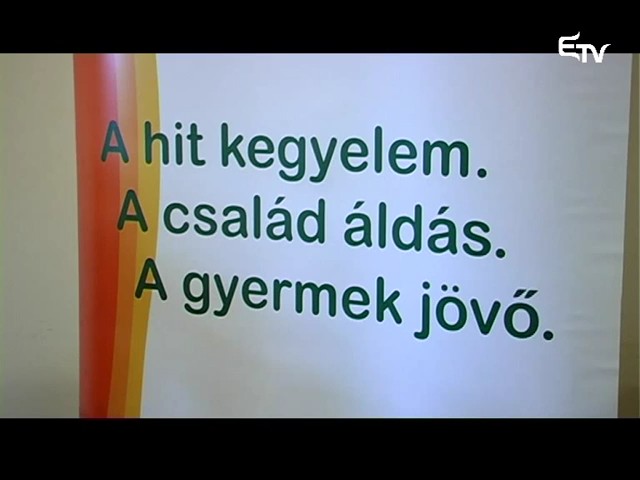 ETV
A hit kegyelem.
A család áldás.
A gyermek jövő.